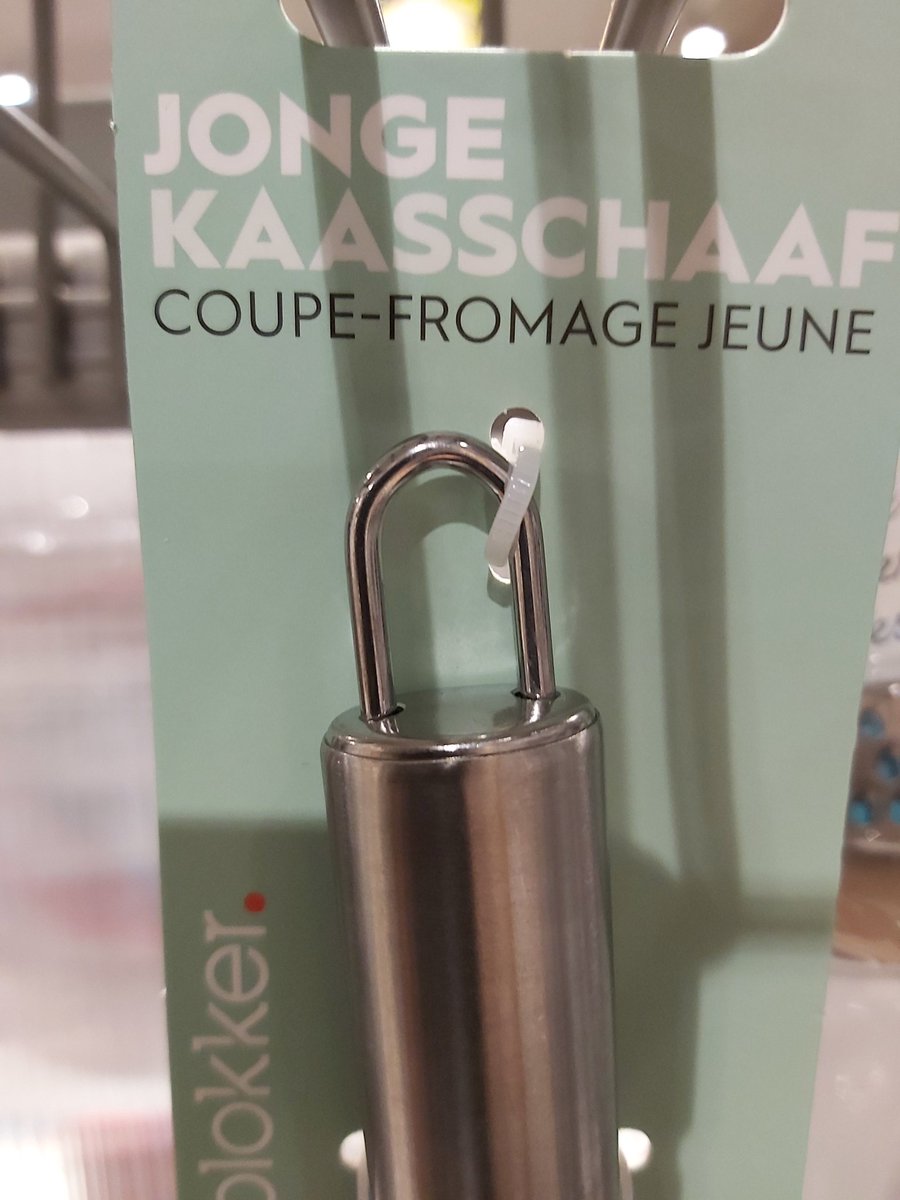 JONGE
KAASSCHAAF
COUPE-FROMAGE JEUNE
blokker.